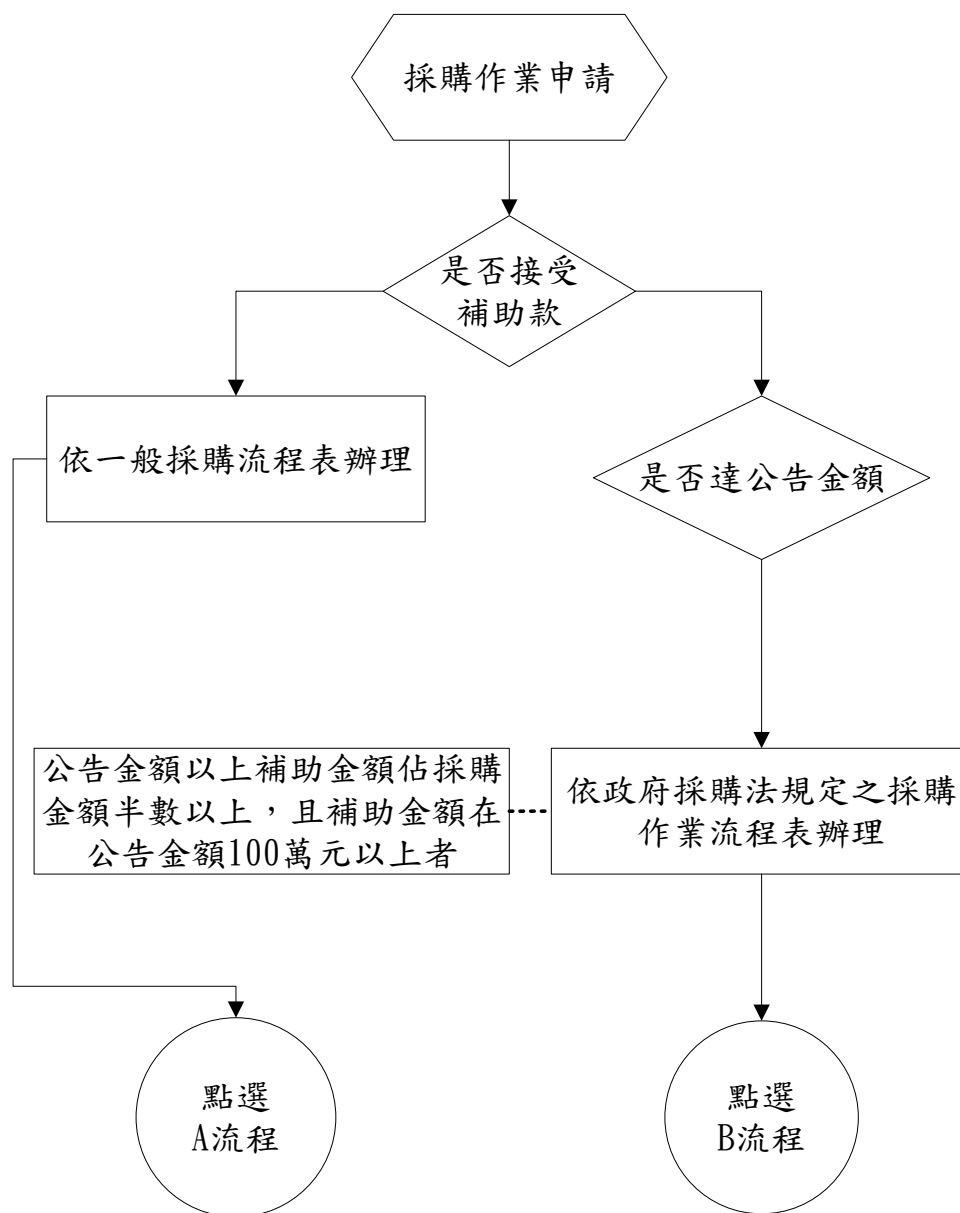 採購作業申請
是否接受
補助款
依一般採購流程表辦理
是否達公告金額
公告金額以上補助金額佔採購
金額半數以上，且補助金額在
公告金額100萬元以上者
依政府採購法規定之採購
作業流程表辦理
點選
A流程
點選
B流程